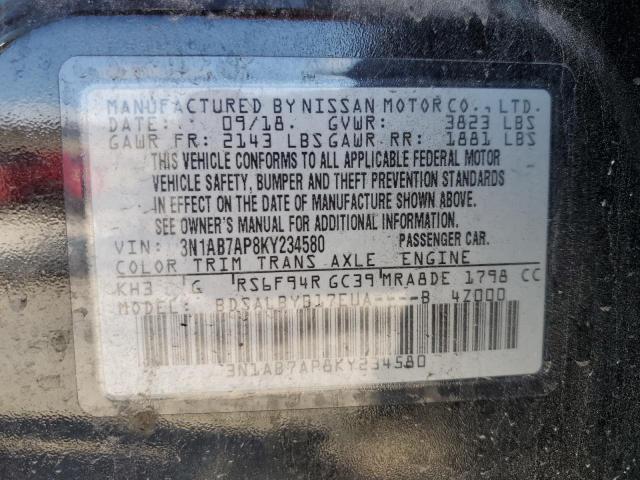 MANUFACTURED BY NISSAN MOTOR CO., LTD.
DATE: 09/18. GVWR: 3823 LBS
GAWR FR: 2143 LBS GAWR RR: 1881 LBS
THIS VEHICLE CONFORMS TO ALL APPLICABLE FEDERAL MOTOR
VEHICLE SAFETY, BUMPER AND THEFT PREVENTION STANDARDS
IN EFFECT ON THE DATE OF MANUFACTURE SHOWN ABOVE.
SEE OWNER'S MANUAL FOR ADDITIONAL INFORMATION.
VIN: 3N1AB7AP8KY234580 PASSENGER CAR.
COLOR TRIM TRANS AXLE ENGINE
KH3 G RS6F94R GC39 MRA8DE 1798 CC
MODEL: BDSALBYB17EUA----B 4Z000
3N1AB7AP8KY234580